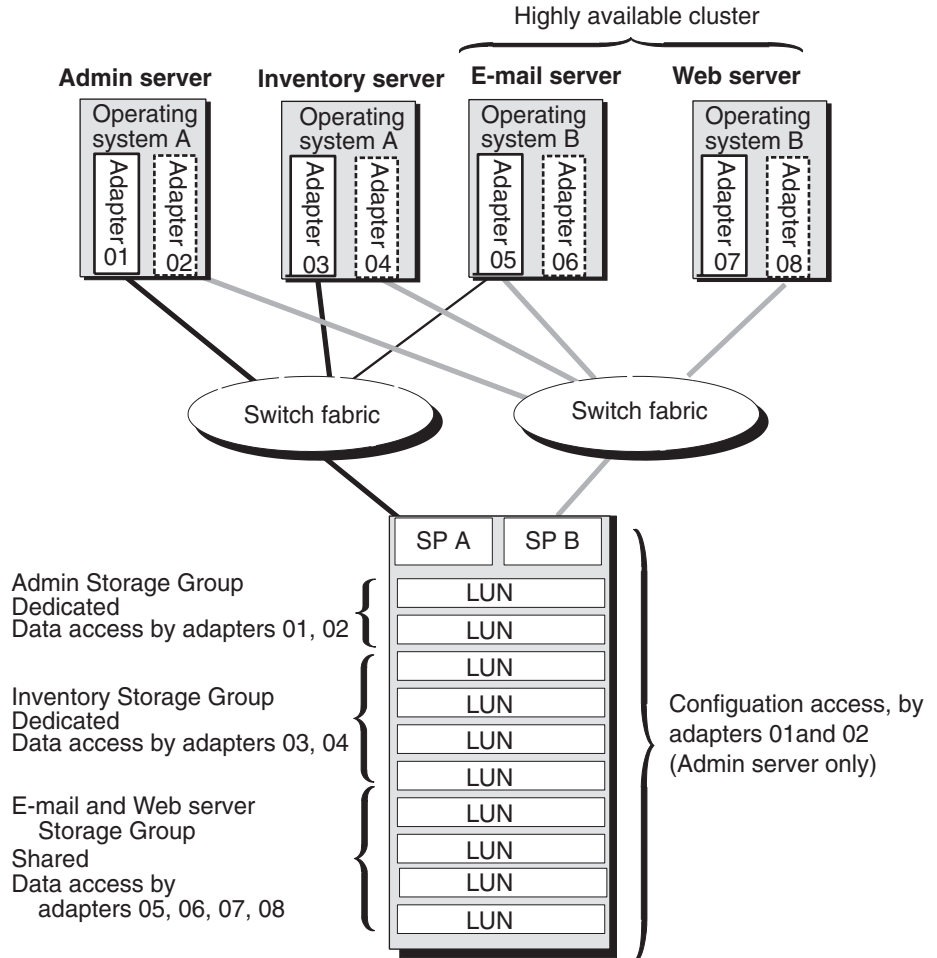 Highly available cluster
Admin server
Inventory server
E-mail server
Web server
Operating
system A
Adapter
01
Adapter
02
Operating
system A
Adapter
03
Adapter
04
Operating
system B
Adapter
05
Adapter
06
Operating
system B
Adapter
07
Adapter
08
Switch fabric
Switch fabric
SP A
SP B
LUN
LUN
LUN
LUN
LUN
LUN
LUN
LUN
LUN
LUN
Admin Storage Group
Dedicated
Data access by adapters 01, 02
Inventory Storage Group
Dedicated
Data access by adapters 03, 04
E-mail and Web server
Storage Group
Shared
Data access by
adapters 05, 06, 07, 08
Configuation access, by
adapters 01and 02
(Admin server only)